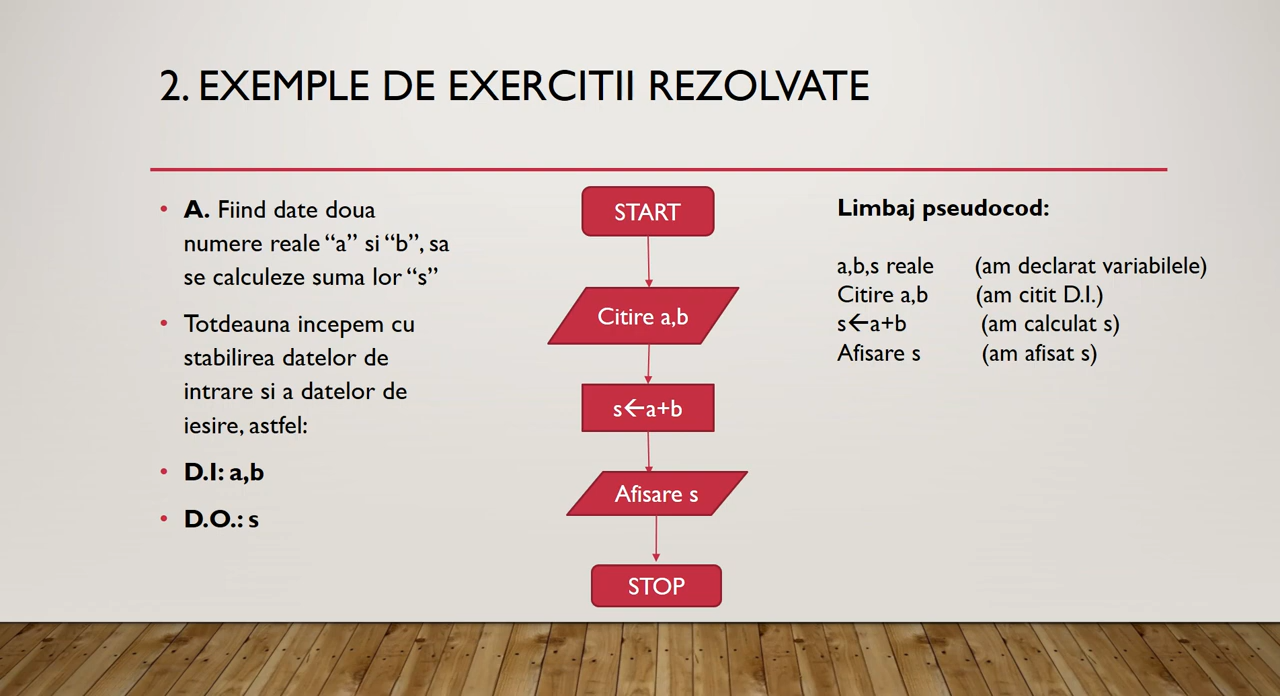 2. EXEMPLE DE EXERCITII REZOLVATE
• A. Fiind date doua
numere reale “a” si “b”, sa
se calculeze suma lor “s”
• Totdeauna incepem cu
stabilirea datelor de
intrare si a datelor de
iesire, astfel:
• D.I: a,b
• D.O.: s
START
Citire a,b
s←a+b
Afisare s
STOP
Limbaj pseudocod:
a,b,s reale (am declarat variabilele)
Citire a,b (am citit D.I.)
s←a+b (am calculat s)
Afisare s (am afisat s)